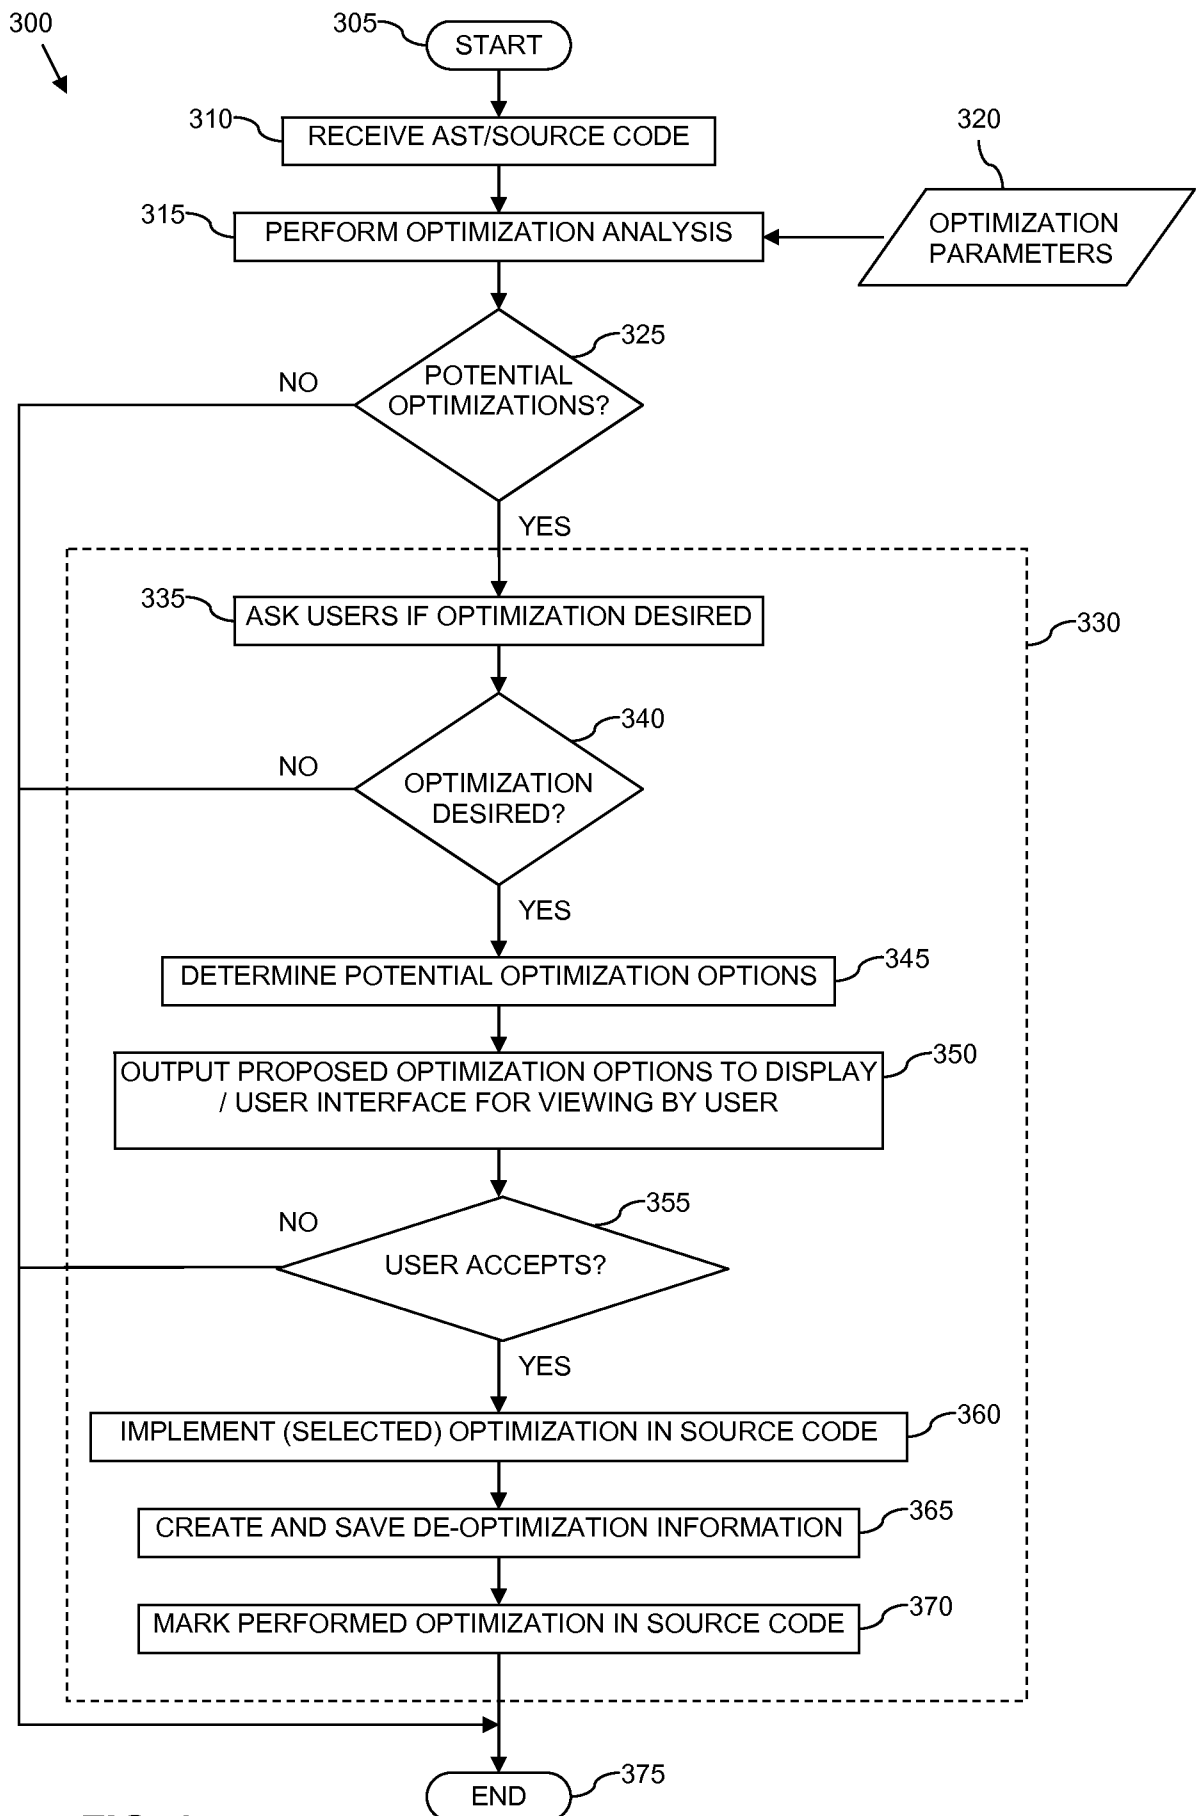 300
305
START
310
RECEIVE AST/SOURCE CODE
320
315
PERFORM OPTIMIZATION ANALYSIS
OPTIMIZATION
PARAMETERS
325
NO
POTENTIAL
OPTIMIZATIONS?
YES
335
ASK USERS IF OPTIMIZATION DESIRED
330
340
NO
OPTIMIZATION
DESIRED?
YES
345
DETERMINE POTENTIAL OPTIMIZATION OPTIONS
350
OUTPUT PROPOSED OPTIMIZATION OPTIONS TO DISPLAY
/ USER INTERFACE FOR VIEWING BY USER
355
NO
USER ACCEPTS?
YES
360
IMPLEMENT (SELECTED) OPTIMIZATION IN SOURCE CODE
365
CREATE AND SAVE DE-OPTIMIZATION INFORMATION
370
MARK PERFORMED OPTIMIZATION IN SOURCE CODE
375
END